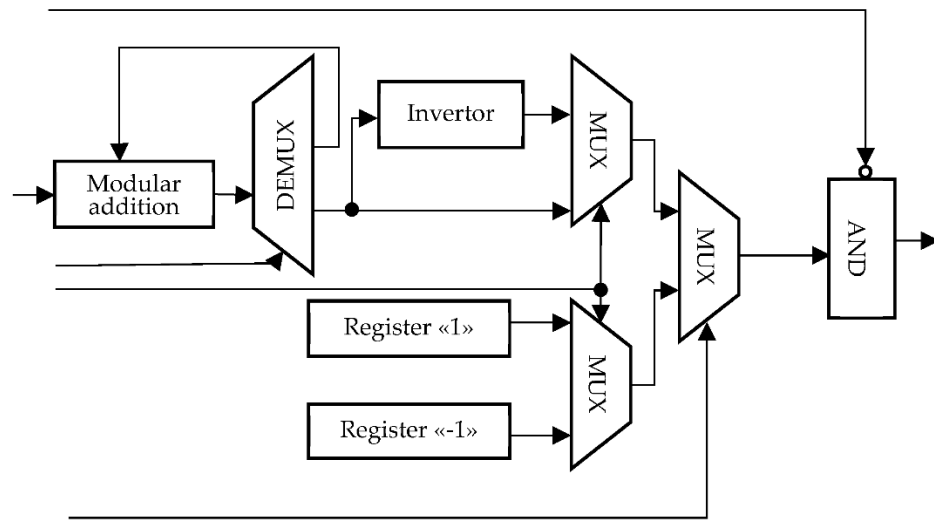 Modular
addition
DEMUX
Invertor
MUX
MUX
AND
Register «1»
MUX
Register «-1»